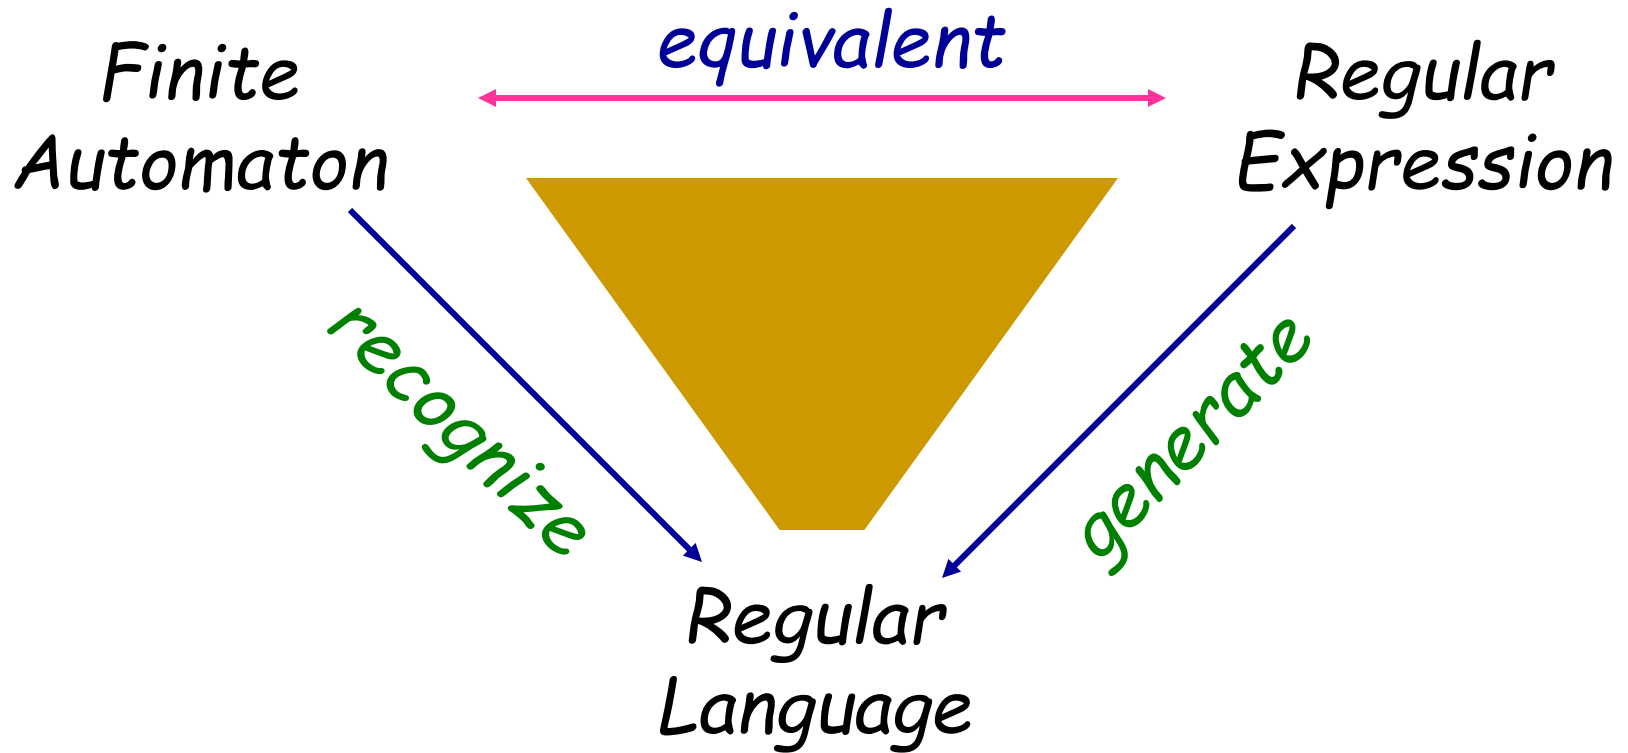 equivalent
Finite
Automaton
Regular
Expression
recognize
generate
Regular
Language